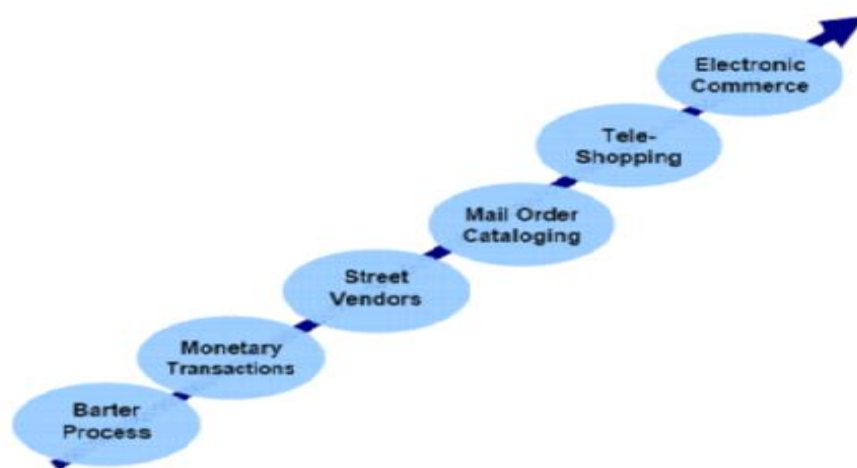 Electronic
Commerce
Tele-
Shopping
Mail Order
Cataloging
Street
Vendors
Monetary
Transactions
Barter
Process